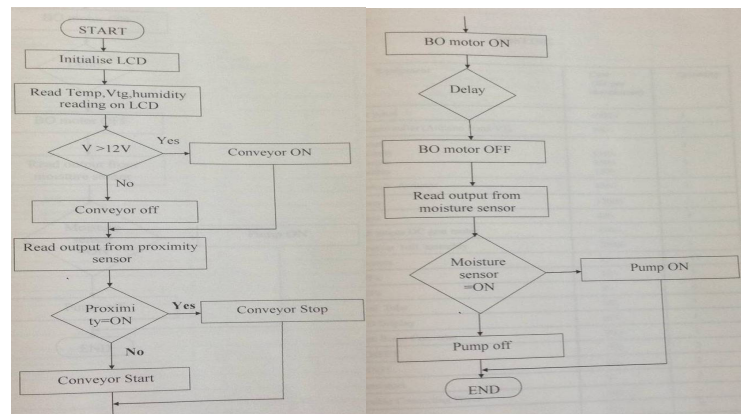 START
Initialise LCD
Read Temp,Vtg,humidity
reading on LCD
V >12V
Yes
Conveyor ON
No
Conveyor off
Read output from proximity
sensor
Proximi
ty=ON
Yes
Conveyor Stop
No
Conveyor Start
BO motor ON
Delay
BO motor OFF
Read output from
moisture sensor
Moisture
sensor
=ON
Pump ON
Pump off
END